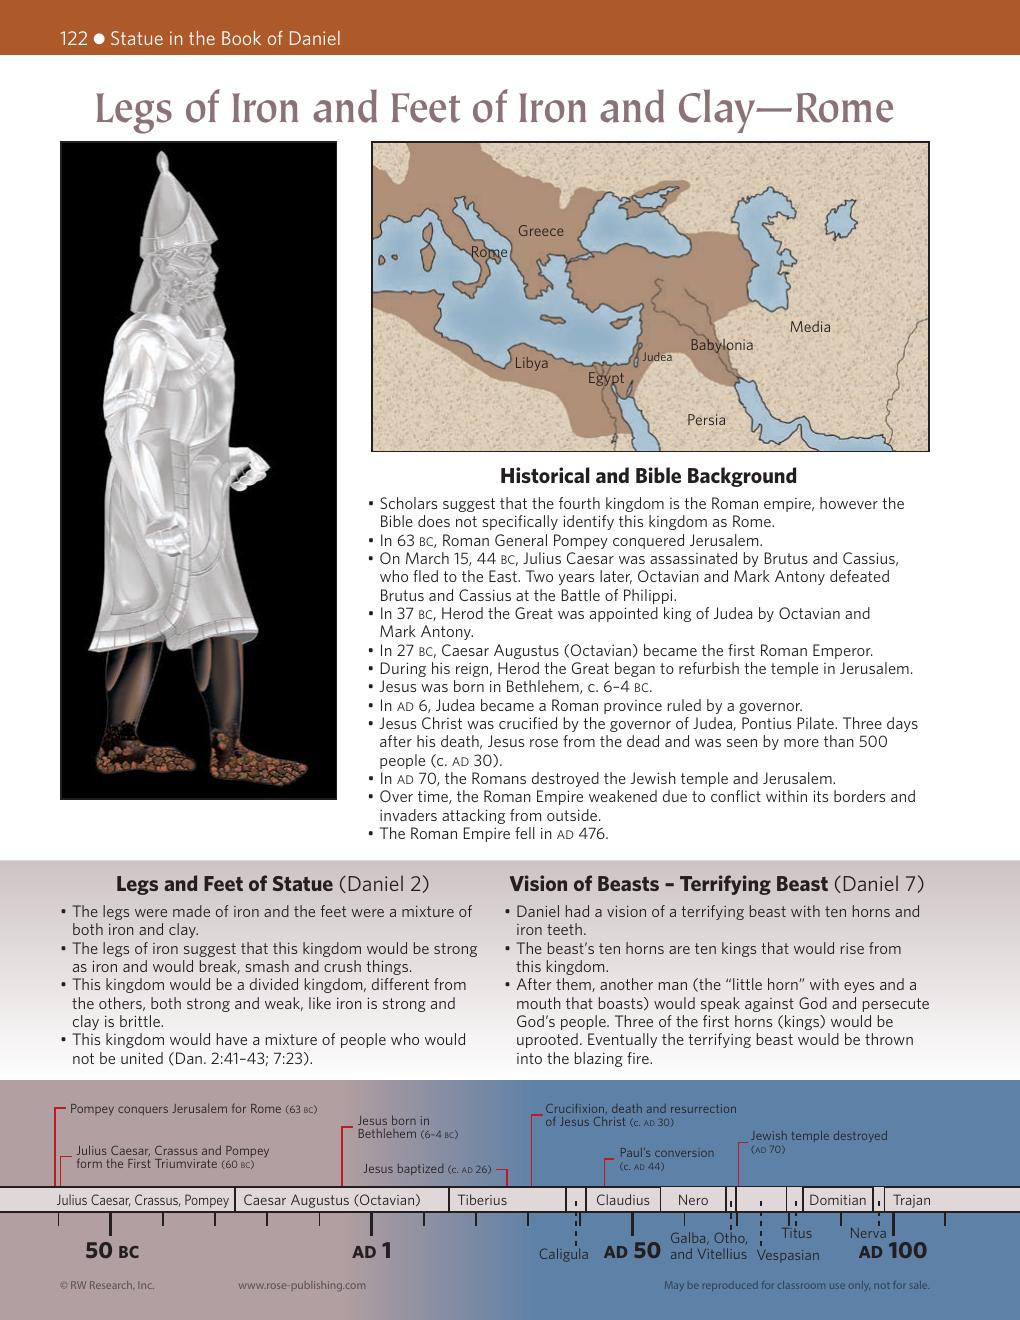 122 ● Statue in the Book of Daniel
Legs of Iron and Feet of Iron and Clay—Rome
Greece
Rome
Media
Babylonia
Judea
Libya
Egypt
Persia
Historical and Bible Background
• Scholars suggest that the fourth kingdom is the Roman empire, however the
Bible does not specifically identify this kingdom as Rome.
• In 63 BC, Roman General Pompey conquered Jerusalem.
• On March 15, 44 BC, Julius Caesar was assassinated by Brutus and Cassius,
who fled to the East. Two years later, Octavian and Mark Antony defeated
Brutus and Cassius at the Battle of Philippi.
• In 37 BC, Herod the Great was appointed king of Judea by Octavian and
Mark Antony.
• In 27 BC, Caesar Augustus (Octavian) became the first Roman Emperor.
• During his reign, Herod the Great began to refurbish the temple in Jerusalem.
• Jesus was born in Bethlehem, c. 6–4 BC.
• In AD 6, Judea became a Roman province ruled by a governor.
• Jesus Christ was crucified by the governor of Judea, Pontius Pilate. Three days
after his death, Jesus rose from the dead and was seen by more than 500
people (c. AD 30).
• In AD 70, the Romans destroyed the Jewish temple and Jerusalem.
• Over time, the Roman Empire weakened due to conflict within its borders and
invaders attacking from outside.
• The Roman Empire fell in AD 476.
Legs and Feet of Statue (Daniel 2)
• The legs were made of iron and the feet were a mixture of
both iron and clay.
• The legs of iron suggest that this kingdom would be strong
as iron and would break, smash and crush things.
• This kingdom would be a divided kingdom, different from
the others, both strong and weak, like iron is strong and
clay is brittle.
• This kingdom would have a mixture of people who would
not be united (Dan. 2:41–43; 7:23).
Vision of Beasts – Terrifying Beast (Daniel 7)
• Daniel had a vision of a terrifying beast with ten horns and
iron teeth.
• The beast's ten horns are ten kings that would rise from
this kingdom.
• After them, another man (the “little horn” with eyes and a
mouth that boasts) would speak against God and persecute
God's people. Three of the first horns (kings) would be
uprooted. Eventually the terrifying beast would be thrown
into the blazing fire.
Pompey conquers Jerusalem for Rome (63 BC)
Julius Caesar, Crassus and Pompey
form the First Triumvirate (60 BC)
Jesus born in
Bethlehem (6–4 BC)
Jesus baptized (c. AD 26)
Crucifixion, death and resurrection
of Jesus Christ (c. AD 30)
Paul's conversion
(c. AD 44)
Jewish temple destroyed
(AD 70)
Julius Caesar, Crassus, Pompey
Caesar Augustus (Octavian)
Tiberius
Claudius
Nero
Domitian
Trajan
50 BC
AD 1
Caligula
AD 50
Galba, Otho,
and Vitellius
Vespasian
Titus
Nerva
AD 100
© RW Research, Inc.
www.rose-publishing.com
May be reproduced for classroom use only, not for sale.